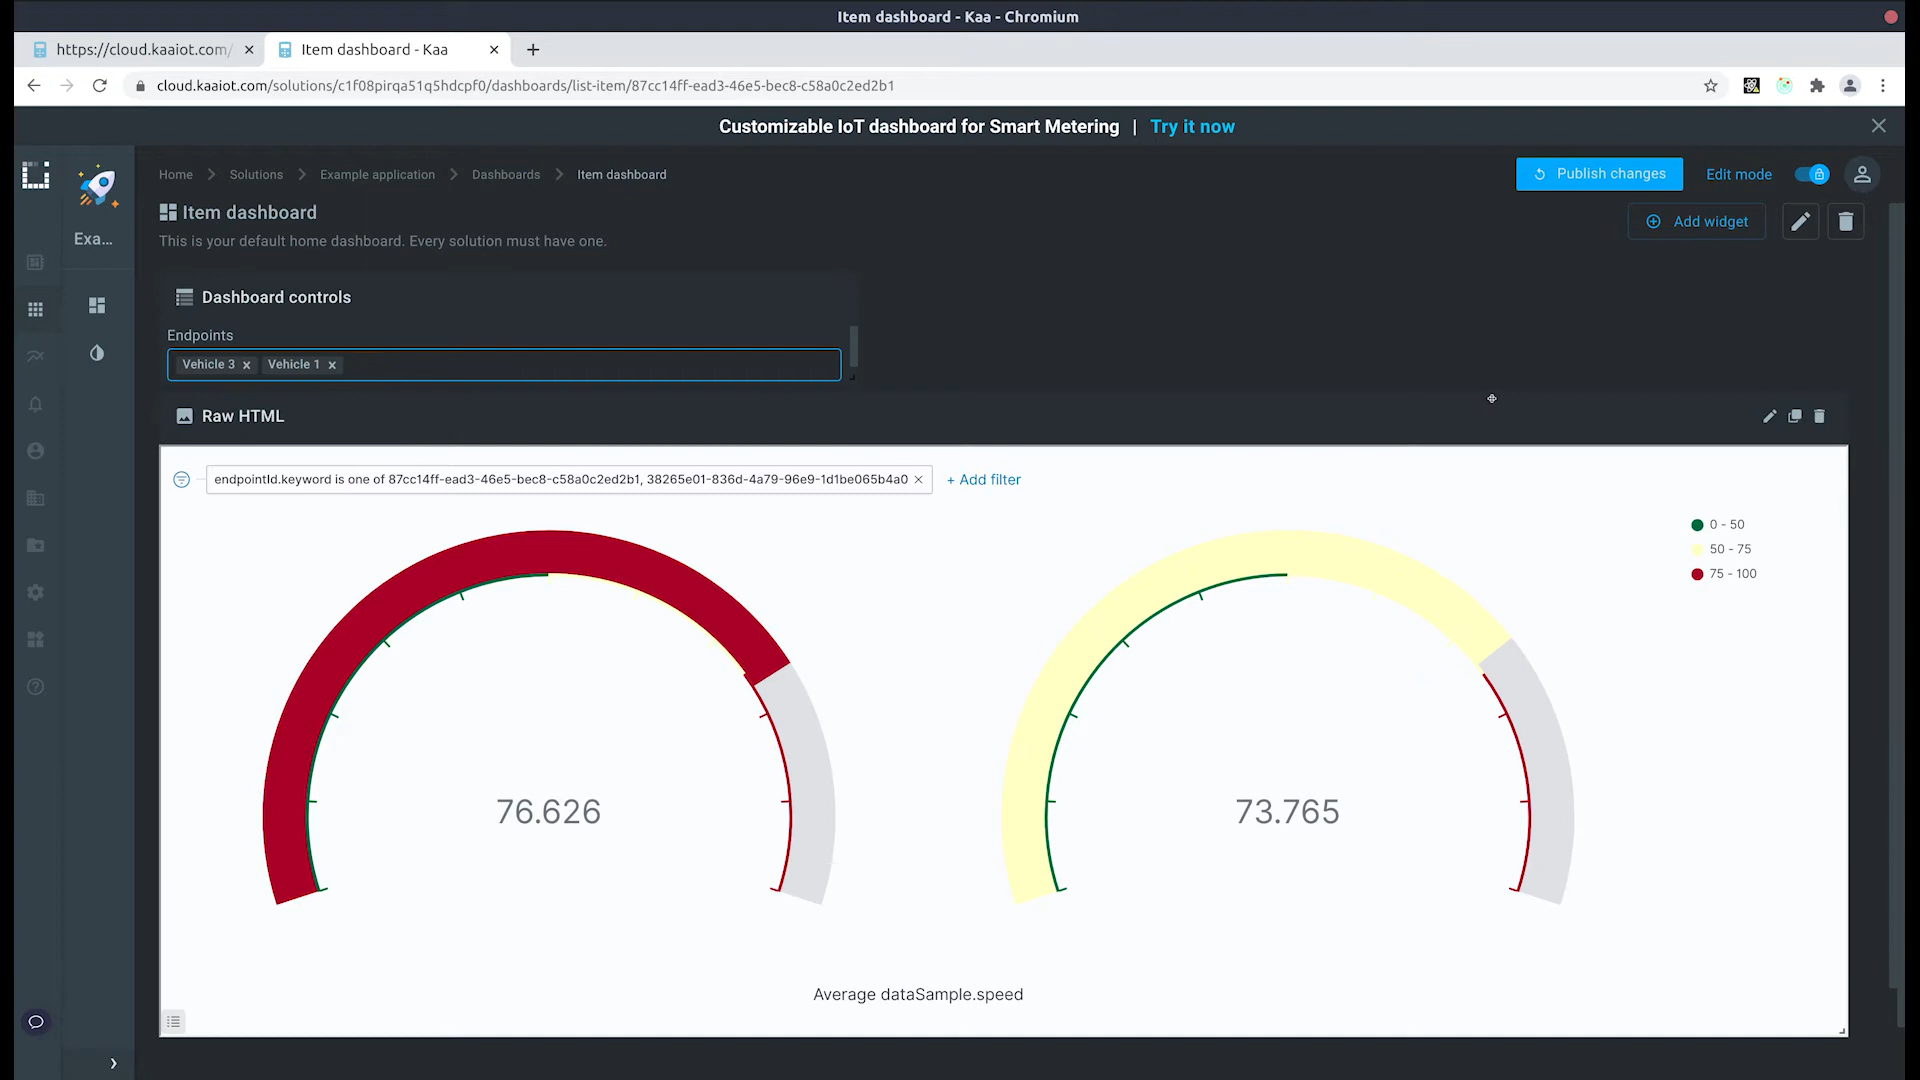 Item dashboard - Kaa - Chromium
https://cloud.kaaiot.com/
Item dashboard - Kaa
cloud.kaaiot.com/solutions/c1f08pirqa51q5hdcpf0/dashboards/list-item/87cc14ff-ead3-46e5-bec8-c58a0c2ed2b1
Customizable IoT dashboard for Smart Metering | Try it now
Home Solutions Example application Dashboards Item dashboard
Publish changes
Edit mode
Exa...
Item dashboard
Add widget
This is your default home dashboard. Every solution must have one.
Dashboard controls
Endpoints
Vehicle 3 Vehicle 1
Raw HTML
endpointId.keyword is one of 87cc14ff-ead3-46e5-bec8-c58a0c2ed2b1, 38265e01-836d-4a79-96e9-1d1be065b4a0
+ Add filter
0 - 50
50 - 75
75 - 100
76.626
73.765
Average dataSample.speed